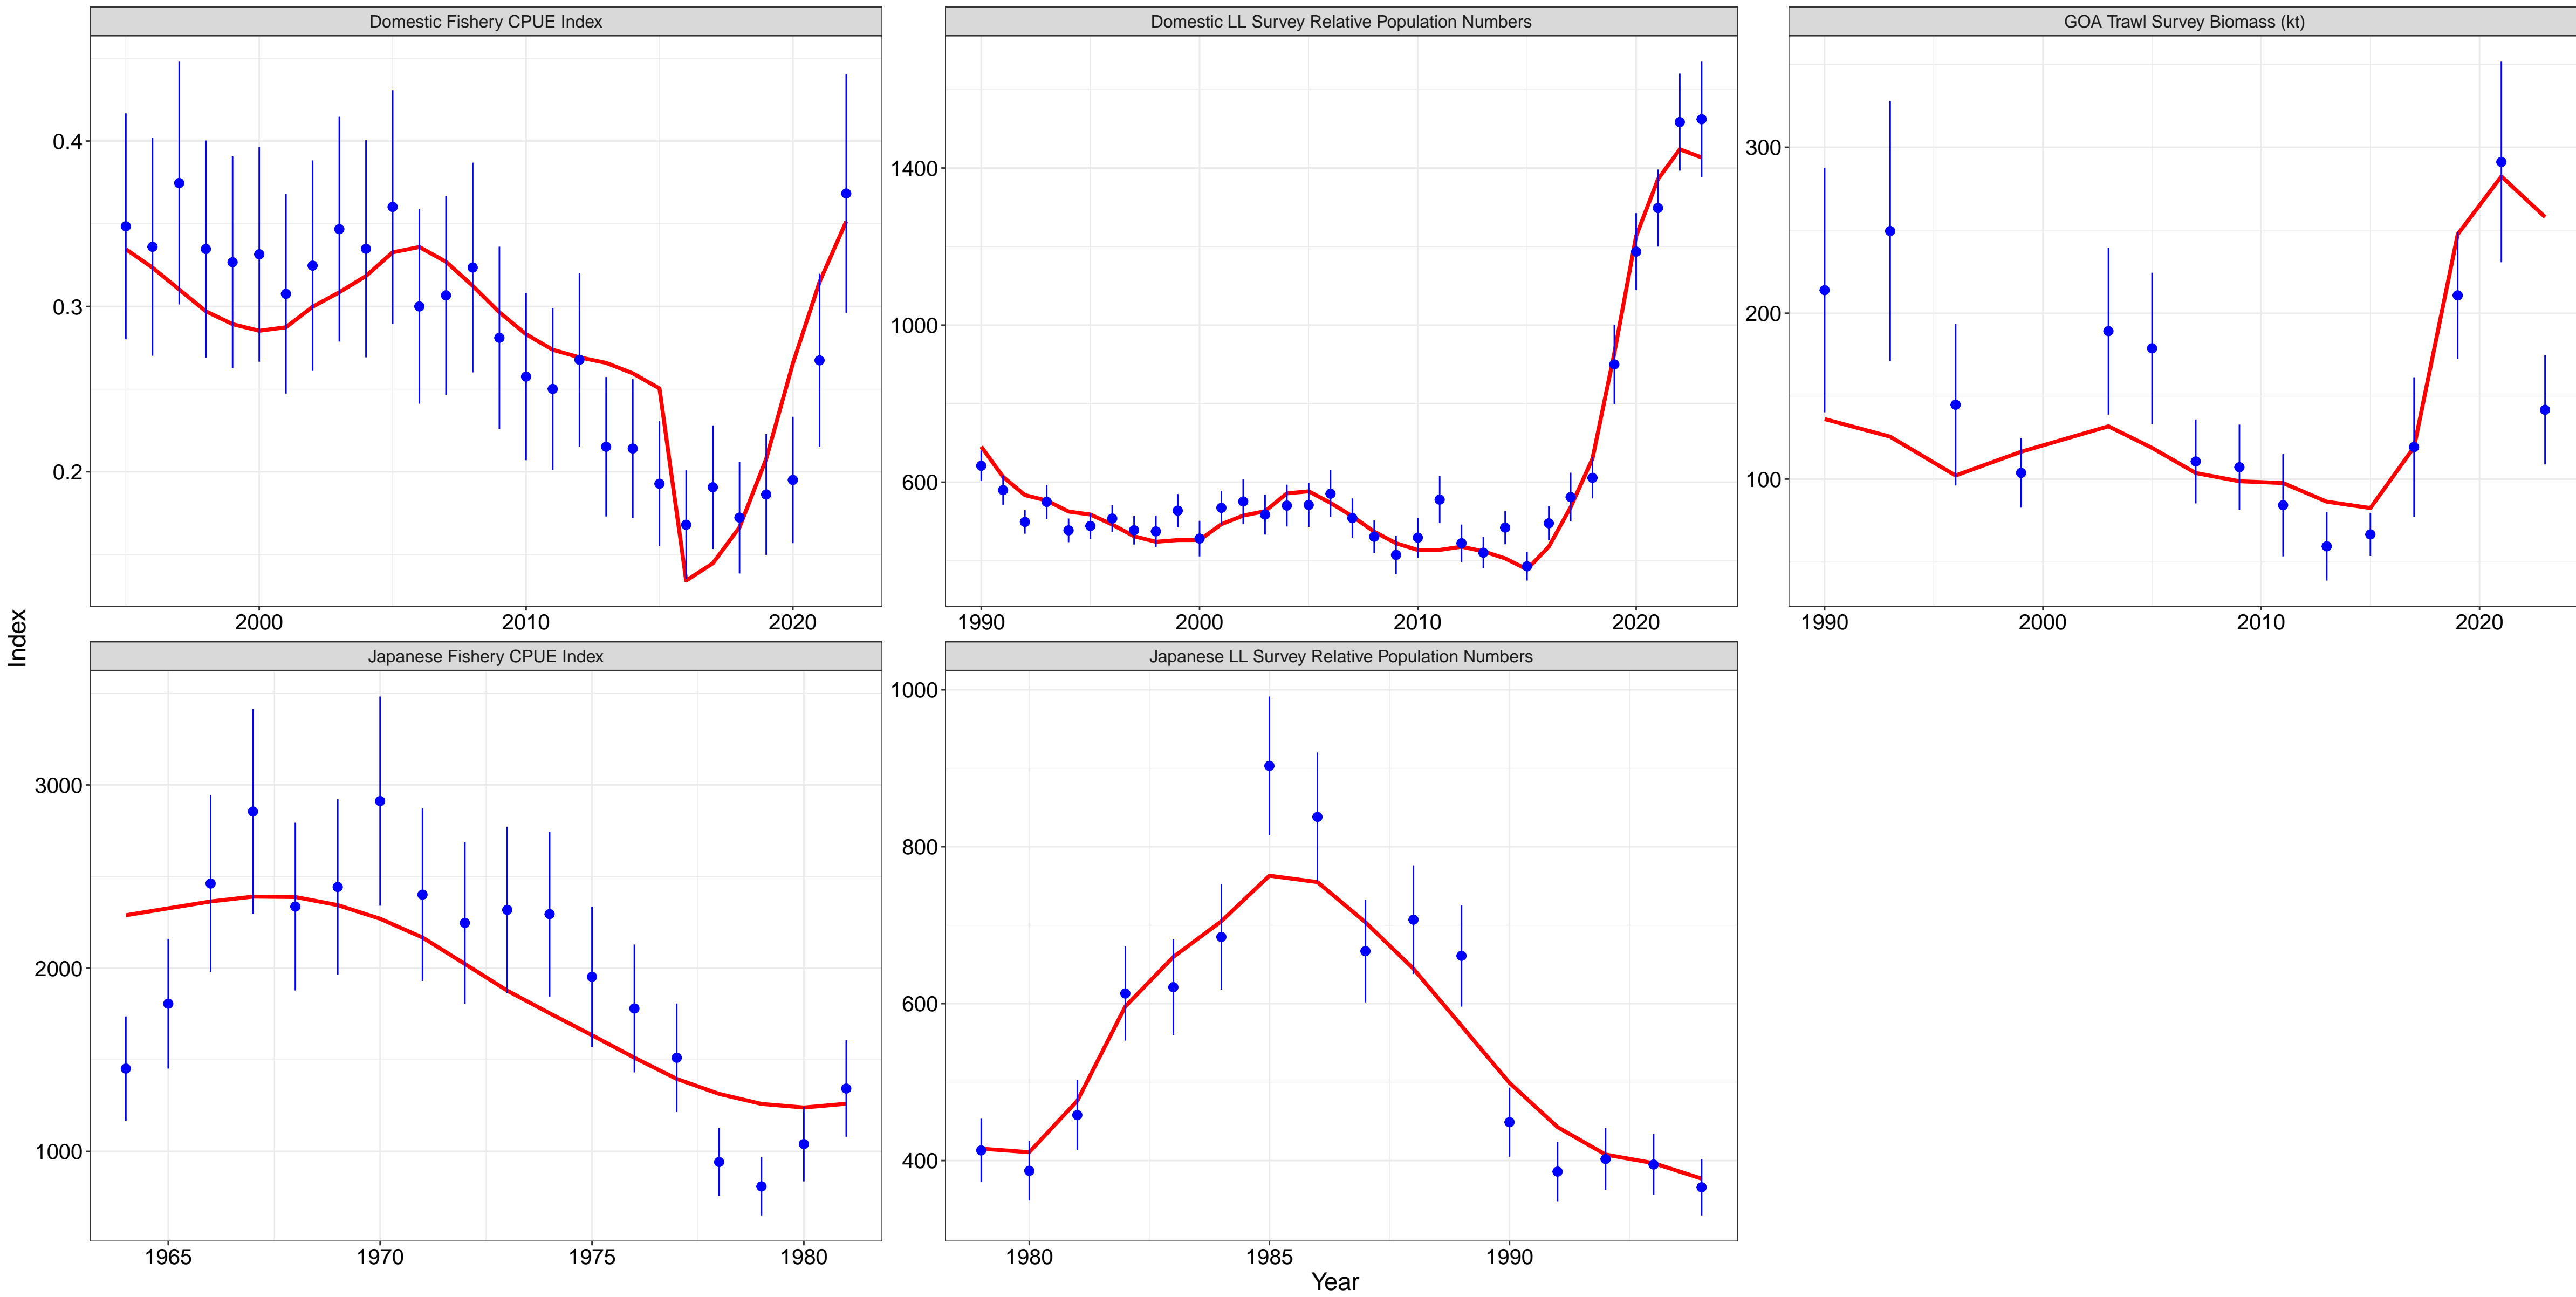 Domestic Fishery CPUE Index
Domestic LL Survey Relative Population Numbers
GOA Trawl Survey Biomass (kt)
0.4
0.3
0.2
2000 2010 2020
1400
1000
600
1990 2000 2010 2020
300
200
100
1990 2000 2010 2020
Index
Japanese Fishery CPUE Index
Japanese LL Survey Relative Population Numbers
3000
2000
1000
1965 1970 1975 1980
1000
800
600
400
1980 1985 1990
Year